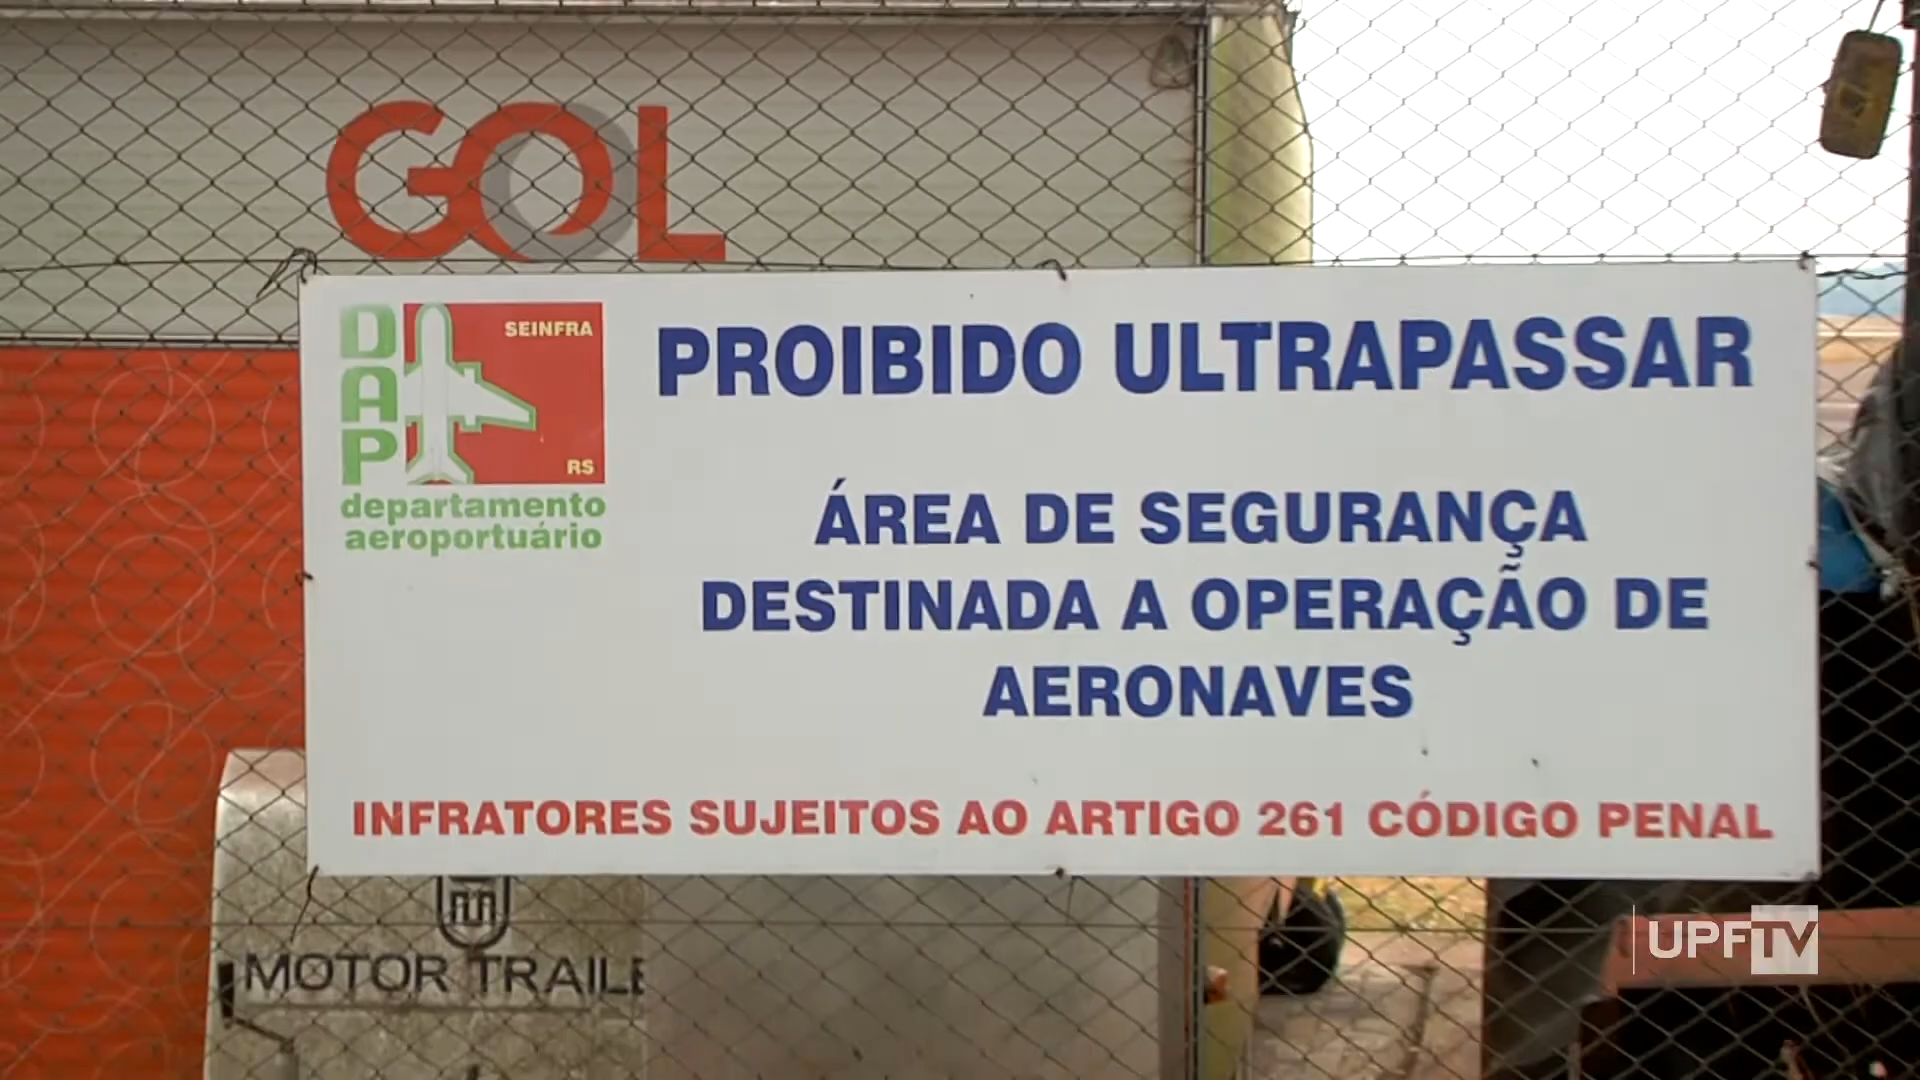 GOL
DAP
SEINFRA
RS
departamento
aeroportuário
PROIBIDO ULTRAPASSAR
ÁREA DE SEGURANÇA
DESTINADA A OPERAÇÃO DE
AERONAVES
INFRATORES SUJEITOS AO ARTIGO 261 CÓDIGO PENAL
MOTOR TRAILE
UPFTV